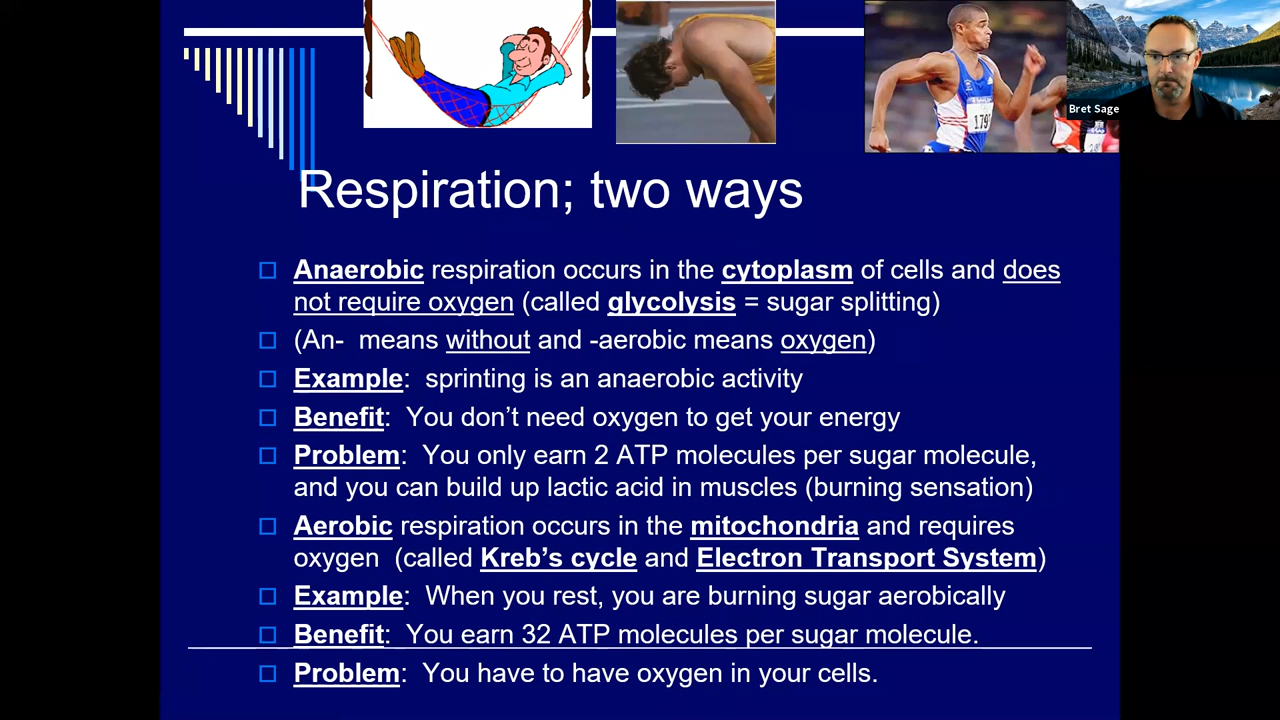 Bret Sage
179
Respiration; two ways
Anaerobic respiration occurs in the cytoplasm of cells and does
not require oxygen (called glycolysis = sugar splitting)
(An-  means without and -aerobic means oxygen)
Example:  sprinting is an anaerobic activity
Benefit:  You don’t need oxygen to get your energy
Problem:  You only earn 2 ATP molecules per sugar molecule,
and you can build up lactic acid in muscles (burning sensation)
Aerobic respiration occurs in the mitochondria and requires
oxygen  (called Kreb’s cycle and Electron Transport System)
Example:  When you rest, you are burning sugar aerobically
Benefit:  You earn 32 ATP molecules per sugar molecule.
Problem:  You have to have oxygen in your cells.